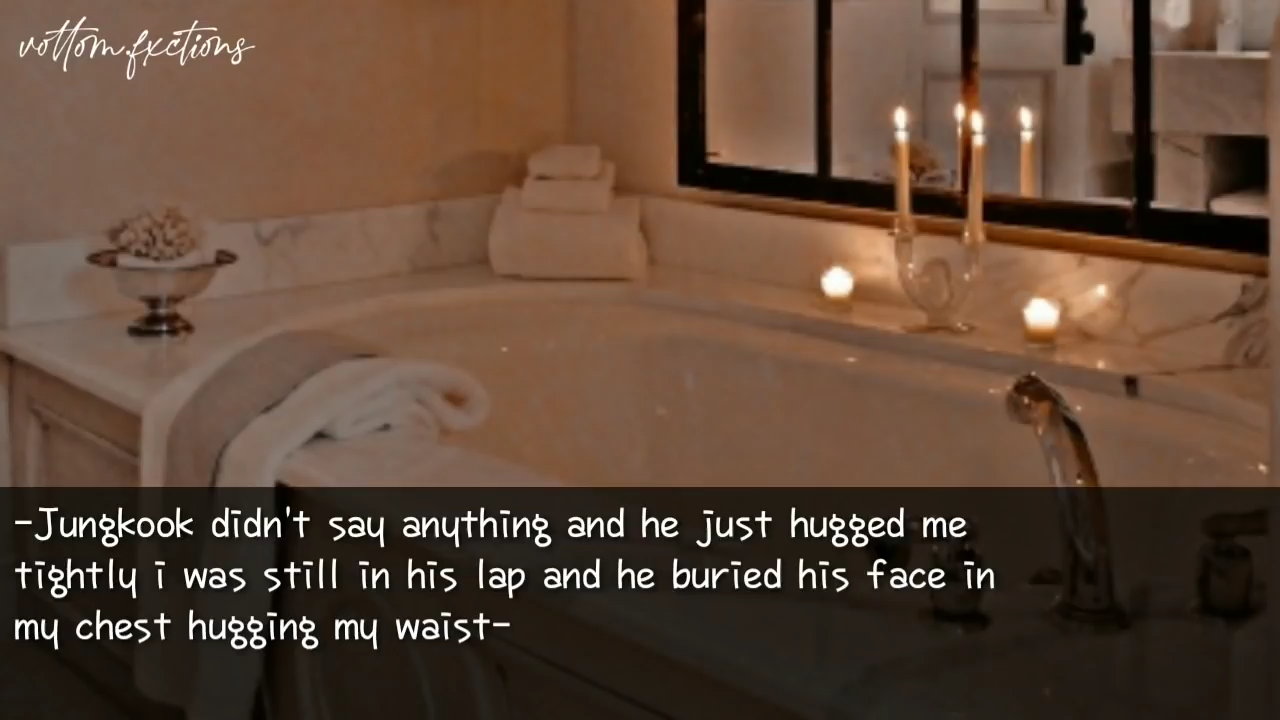 vottom.fxctions
-Jungkook didn't say anything and he just hugged me
tightly i was still in his lap and he buried his face in
my chest hugging my waist-